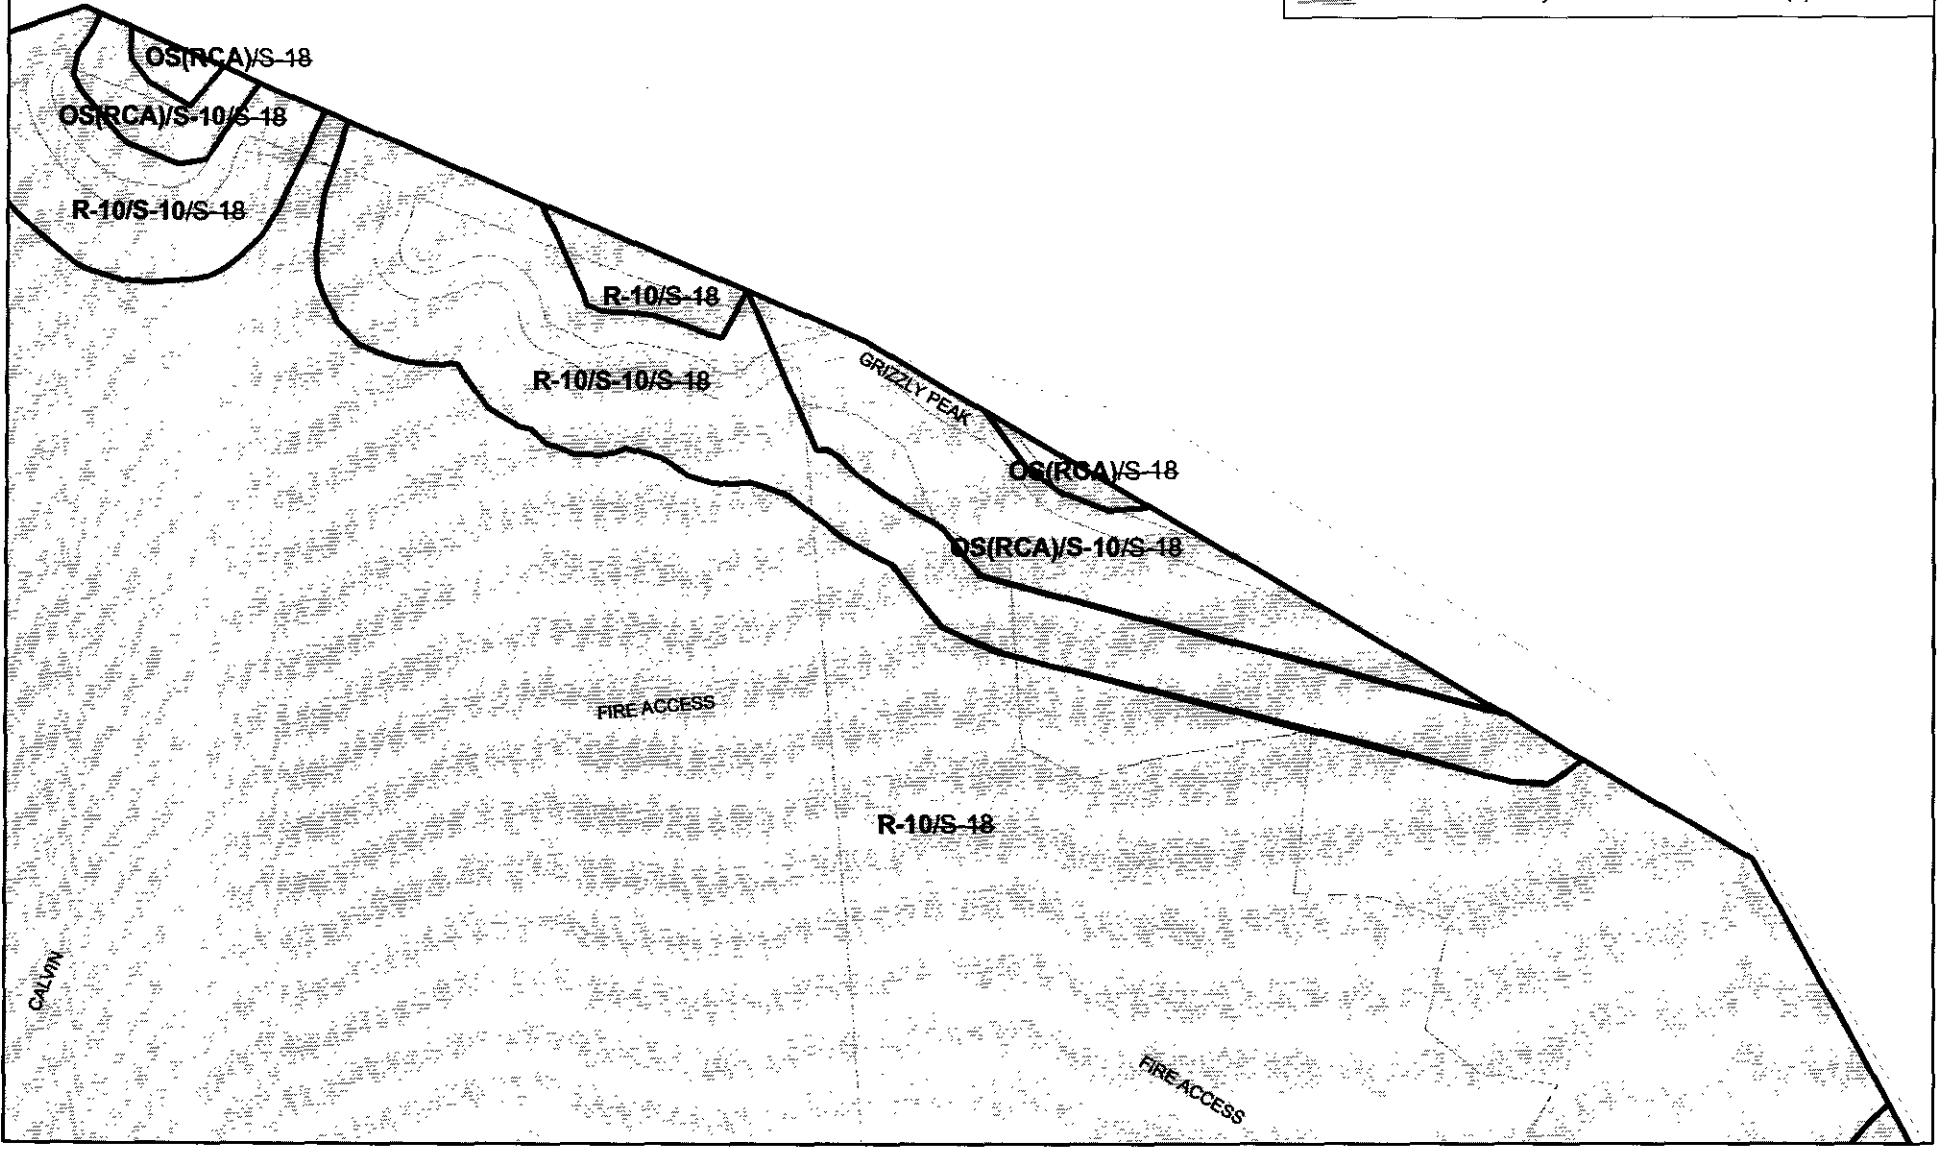 OS(RCA)/S-18
OS(RCA)/S-10/S-18
R-10/S-10/S-18
R-10/S-18
R-10/S-10/S-18
GRIZZLY PEAK
OS(RCA)/S-18
OS(RCA)/S-10/S-18
FIRE ACCESS
R-10/S-18
CALVIN
FIRE ACCESS